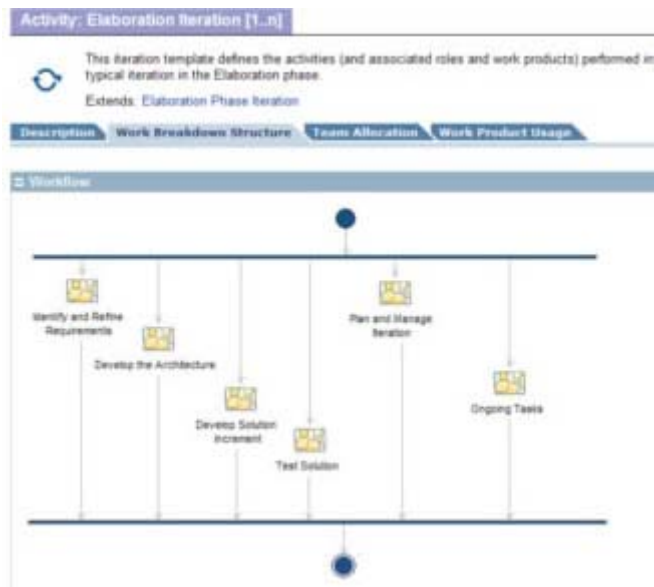 Activity: Elaboration Iteration [1..n]
This iteration template defines the activities (and associated roles and work products) performed in
typical iteration in the Elaboration phase.
Extends: Elaboration Phase Iteration
Description Work Breakdown Structure Team Allocation Work Product Usage
Workflow
Identify and Refine
Requirements
Plan and Manage
Iteration
Develop the Architecture
Develop Solution
Increment
Ongoing Tasks
Test Solution